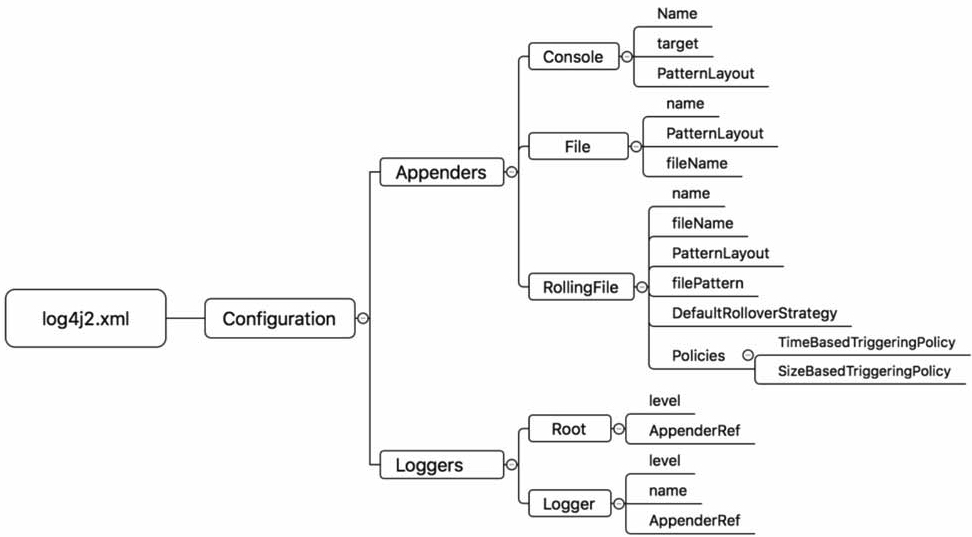 log4j2.xml
Configuration
Appenders
Console
Name
target
PatternLayout
File
name
PatternLayout
fileName
RollingFile
name
fileName
PatternLayout
filePattern
DefaultRolloverStrategy
Policies
TimeBasedTriggeringPolicy
SizeBasedTriggeringPolicy
Loggers
Root
level
AppenderRef
Logger
level
name
AppenderRef